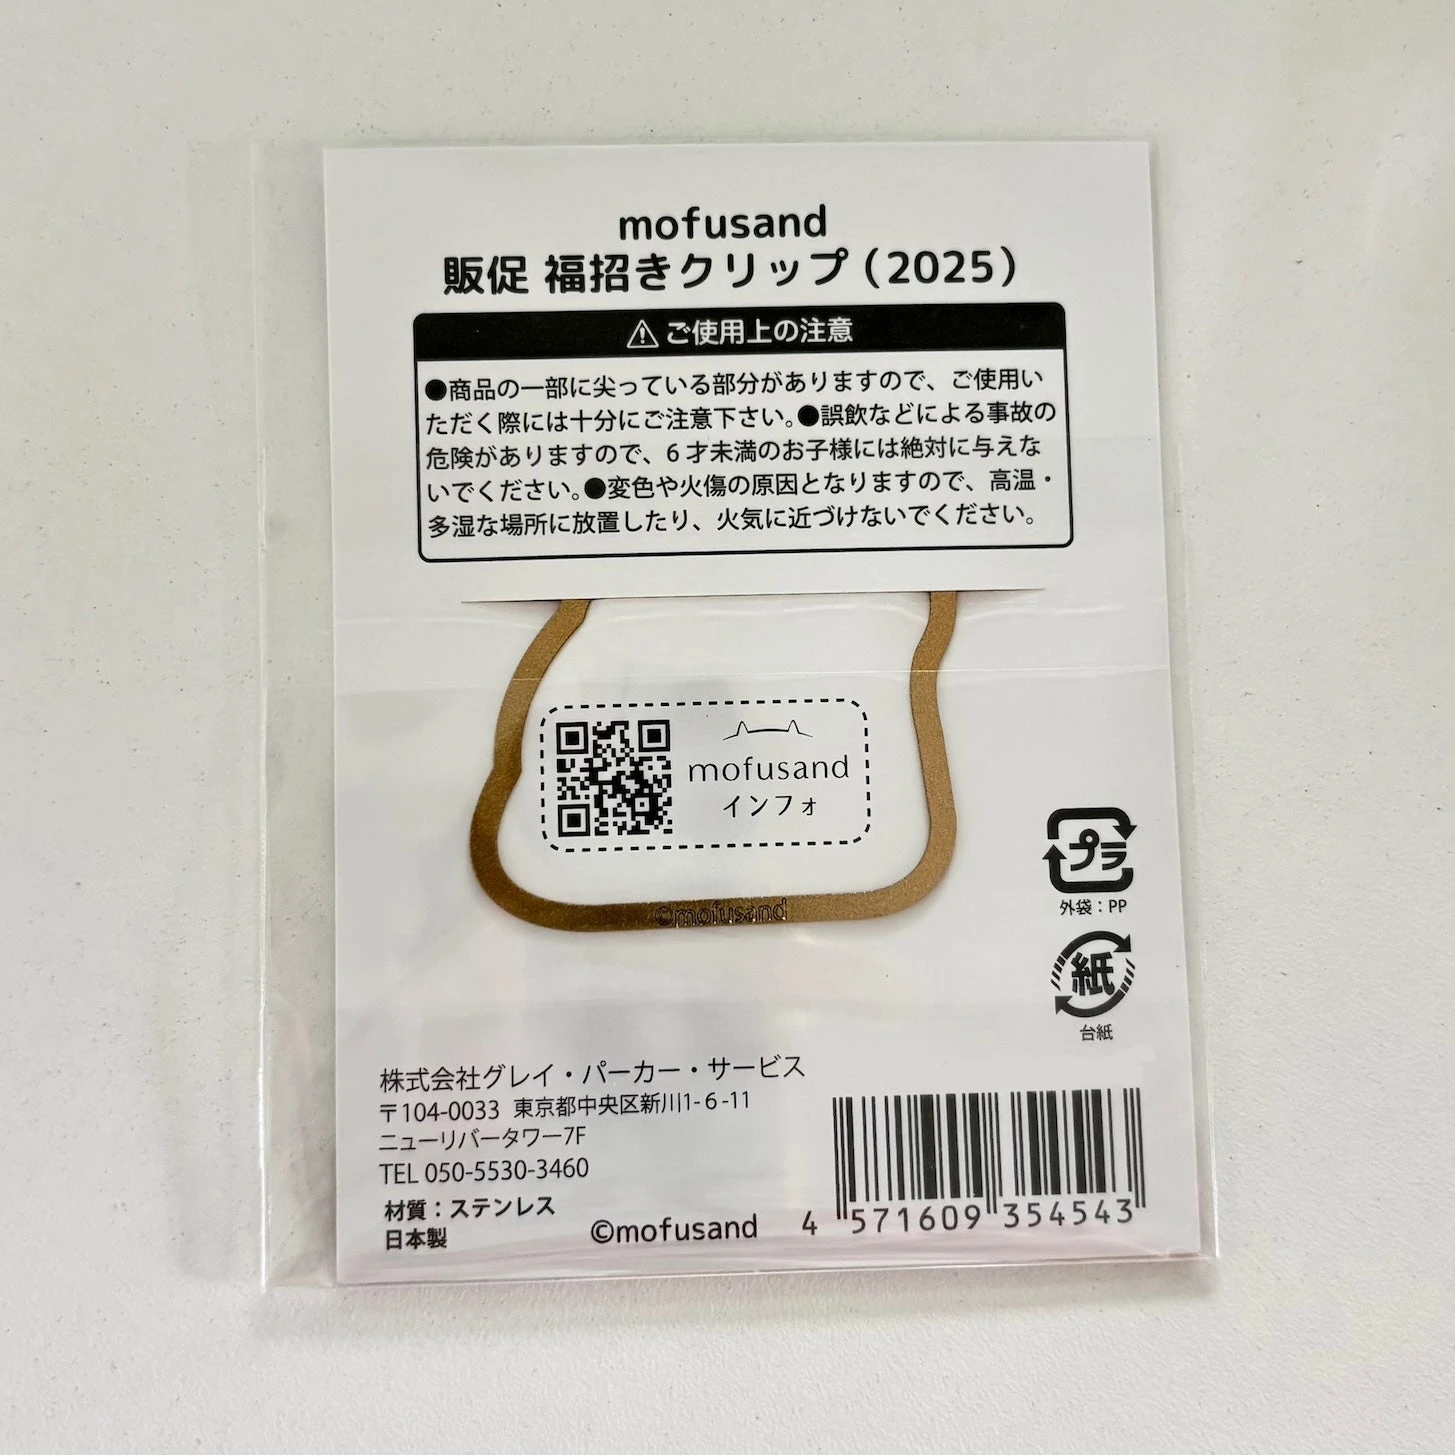 mofusand
販促 福招きクリップ（2025）
⚠ ご使用上の注意
●商品の一部に尖っている部分がありますので、ご使用い
ただく際には十分にご注意下さい。●誤飲などによる事故の
危険がありますので、6才未満のお子様には絶対に与えな
いでください。●変色や火傷の原因となりますので、高温・
多湿な場所に放置したり、火気に近づけないでください。
mofusand
インフォ
©mofusand
プラ
外袋：PP
紙
台紙
株式会社グレイ・パーカー・サービス
〒104-0033 東京都中央区新川1-6-11
ニューリバータワー7F
TEL 050-5530-3460
材質：ステンレス
日本製
©mofusand
4 571609 354543